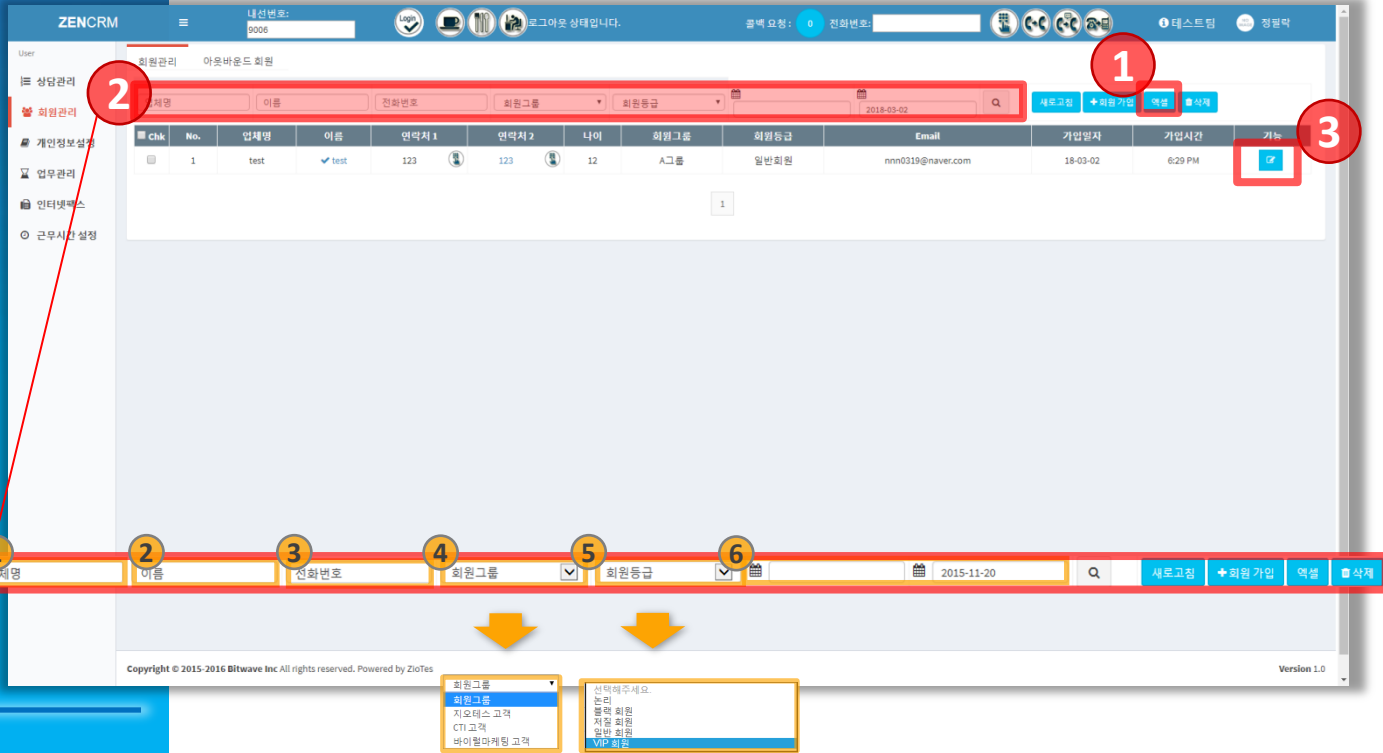 ZENCRM
내선번호:
9006
Login
로그아웃 상태입니다.
콜백 요청: 0 전화번호:
테스트팀
정필락
User
상담관리
회원관리
개인정보설정
업무관리
인터넷팩스
근무시간 설정
회원관리 아웃바운드 회원
1
2
업체명 이름 전화번호 회원그룹 회원등급 2018-03-02
새로고침 회원 가입 엑셀 삭제
3
Chk No. 업체명 이름 연락처 1 연락처 2 나이 회원그룹 회원등급 Email 가입일자 가입시간 기능
1 test test 123 123 12 A그룹 일반회원 nnn0319@naver.com 18-03-02 6:29 PM
1
2 3 4 5 6
체명 이름 전화번호 회원그룹 회원등급 2015-11-20 새로고침 회원 가입 엑셀 삭제
Copyright © 2015-2016 Bitwave Inc All rights reserved. Powered by ZioTes
Version 1.0
회원그룹
회원그룹
지오테스 고객
CTI 고객
바이럴마케팅 고객
선택해주세요.
논리
블랙 회원
저질 회원
일반 회원
VIP 회원